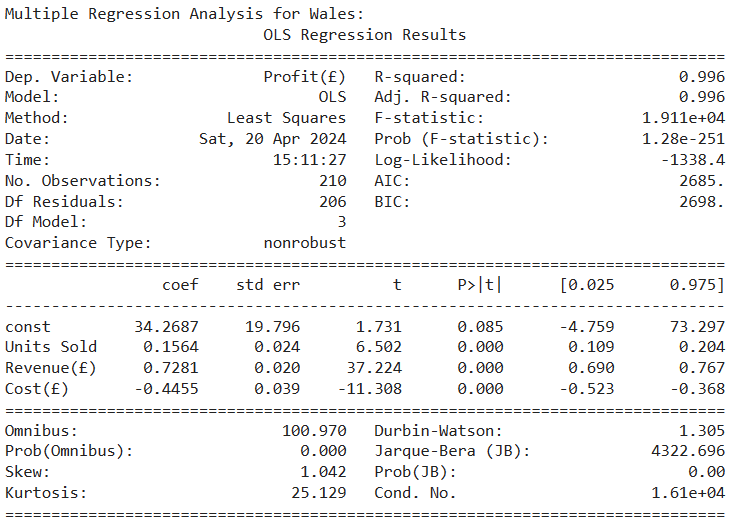 Multiple Regression Analysis for Wales:
                            OLS Regression Results
==============================================================================
Dep. Variable:              Profit(£)   R-squared:                       0.996
Model:                            OLS   Adj. R-squared:                  0.996
Method:                 Least Squares   F-statistic:                 1.911e+04
Date:                Sat, 20 Apr 2024   Prob (F-statistic):          1.28e-251
Time:                        15:11:27   Log-Likelihood:                -1338.4
No. Observations:                 210   AIC:                             2685.
Df Residuals:                     206   BIC:                             2698.
Df Model:                           3
Covariance Type:            nonrobust
==============================================================================
                 coef    std err          t      P>|t|      [0.025      0.975]
------------------------------------------------------------------------------
const         34.2687     19.796      1.731      0.085      -4.759      73.297
Units Sold     0.1564      0.024      6.502      0.000       0.109       0.204
Revenue(£)     0.7281      0.020     37.224      0.000       0.690       0.767
Cost(£)       -0.4455      0.039    -11.308      0.000      -0.523      -0.368
==============================================================================
Omnibus:                      100.970   Durbin-Watson:                   1.305
Prob(Omnibus):                  0.000   Jarque-Bera (JB):             4322.696
Skew:                           1.042   Prob(JB):                         0.00
Kurtosis:                      25.129   Cond. No.                     1.61e+04
==============================================================================